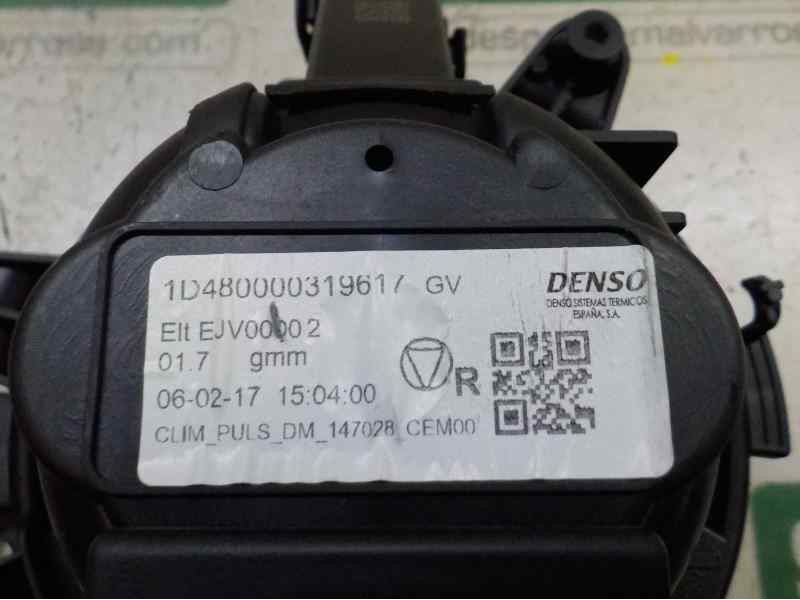 1D480000319617 GV
DENSO
DENSO SISTEMAS TERMICOS
ESPAÑA, S.A.
Elt EJV00002
01.7 gmm
R
06-02-17 15:04:00
CLIM_PULS_DM_147028 CEM00